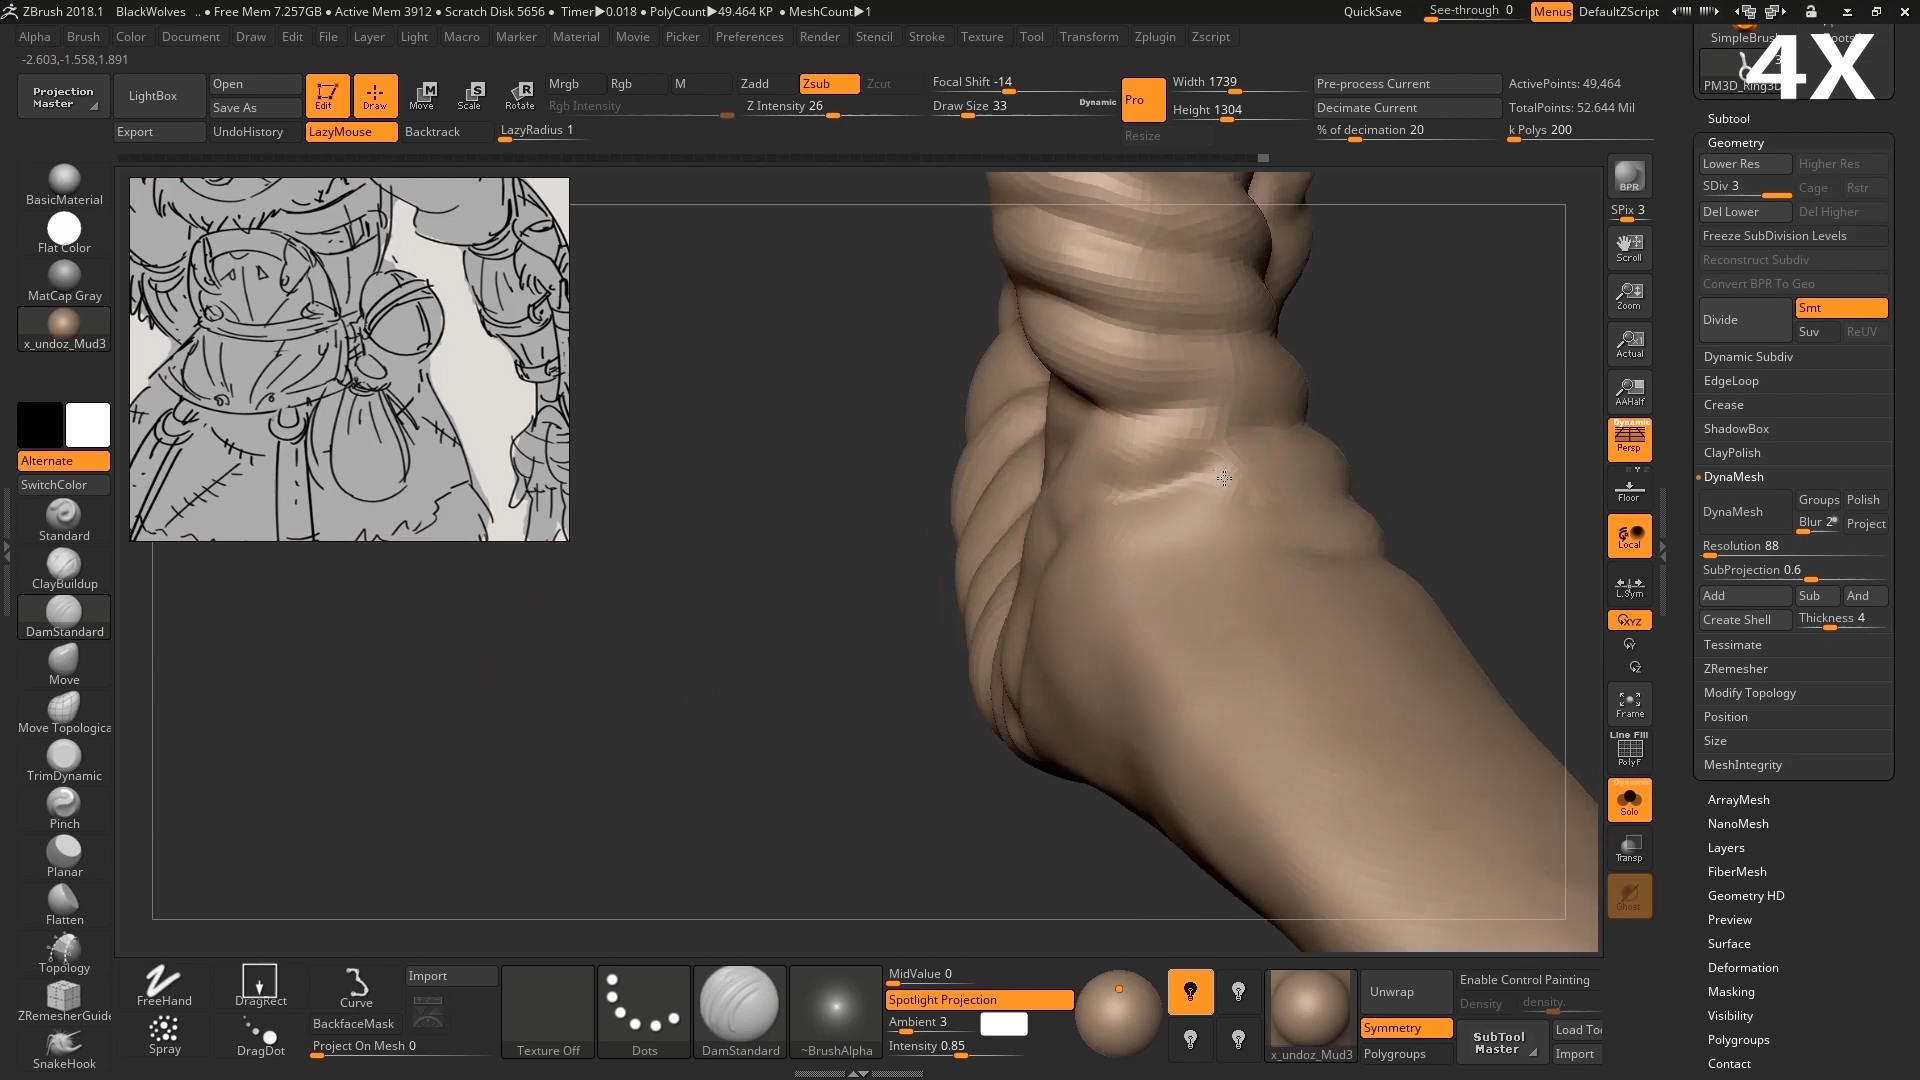 ZBrush 2018.1 BlackWolves .. • Free Mem 7.257GB • Active Mem 3912 • Scratch Disk 5656 • Timer▶0.018 • PolyCount▶49.464 KP • MeshCount▶1 QuickSave See-through 0 Menus DefaultZScript
Alpha Brush Color Document Draw Edit File Layer Light Macro Marker Material Movie Picker Preferences Render Stencil Stroke Texture Tool Transform Zplugin Zscript
-2.603,-1.558,1.891
4X
Projection Master
LightBox
Open
Save As
Export
UndoHistory
Edit
Draw
Move
Scale
Rotate
LazyMouse
Backtrack
LazyRadius 1
Mrgb Rgb M Zadd Zsub Zcut
Rgb Intensity Z Intensity 26
Focal Shift -14
Draw Size 33 Dynamic
Pro
Width 1739
Height 1304
Resize
Pre-process Current
Decimate Current
% of decimation 20
ActivePoints: 49,464
TotalPoints: 52.644 Mil
k Polys 200
BasicMaterial
Flat Color
MatCap Gray
x_undoz_Mud3
Alternate
SwitchColor
Standard
ClayBuildup
DamStandard
Move
Move Topologica
TrimDynamic
Pinch
Planar
Flatten
Topology
ZRemesherGuide
SnakeHook
BPR
SPix 3
Scroll
Zoom
Actual
AAHalf
Dynamic
Persp
Floor
Local
L.Sym
XYZ
Y
Z
Frame
Line Fill
PolyF
Dynamic
Solo
Transp
Ghost
SimpleBrush
PM3D_Ring3D
Subtool
Geometry
Lower Res Higher Res
SDiv 3 Cage Rstr
Del Lower Del Higher
Freeze SubDivision Levels
Reconstruct Subdiv
Convert BPR To Geo
Divide
Smt
Suv ReUV
Dynamic Subdiv
EdgeLoop
Crease
ShadowBox
ClayPolish
DynaMesh
DynaMesh
Groups Polish
Blur 2 Project
Resolution 88
SubProjection 0.6
Add Sub And
Create Shell Thickness 4
Tessimate
ZRemesher
Modify Topology
Position
Size
MeshIntegrity
ArrayMesh
NanoMesh
Layers
FiberMesh
Geometry HD
Preview
Surface
Deformation
Masking
Visibility
Polygroups
Contact
FreeHand
DragRect
Curve
Import
Spray
DragDot
BackfaceMask
Project On Mesh 0
Texture Off
Dots
DamStandard
~BrushAlpha
MidValue 0
Spotlight Projection
Ambient 3
Intensity 0.85
x_undoz_Mud3
Unwrap
Symmetry
Polygroups
Enable Control Painting
Density density.
SubTool Master
Load Too
Import